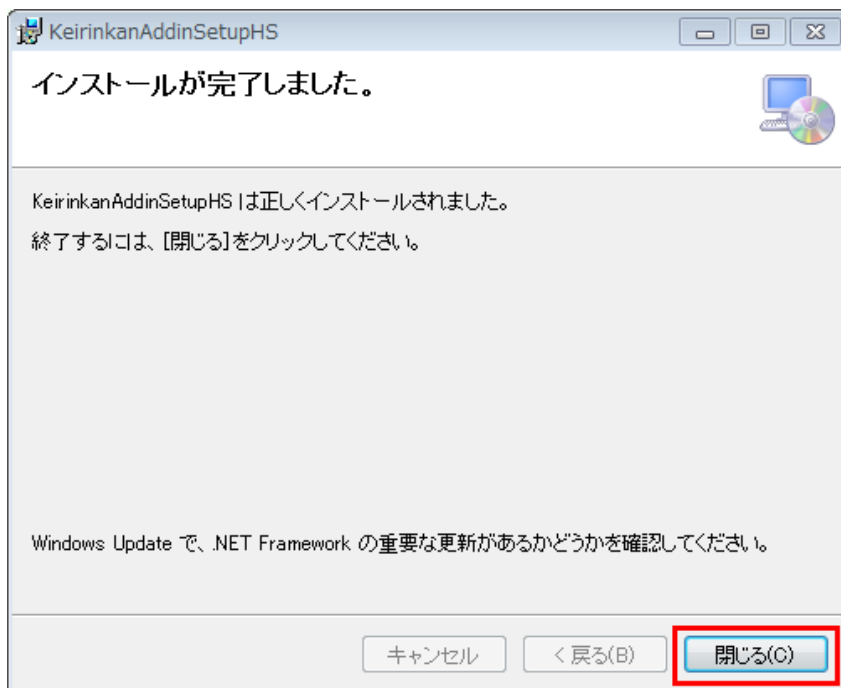 KeirinkanAddinSetupHS
インストールが完了しました。
KeirinkanAddinSetupHS は正しくインストールされました。
終了するには、[閉じる]をクリックしてください。
Windows Update で、.NET Framework の重要な更新があるかどうかを確認してください。
キャンセル
< 戻る(B)
閉じる(C)